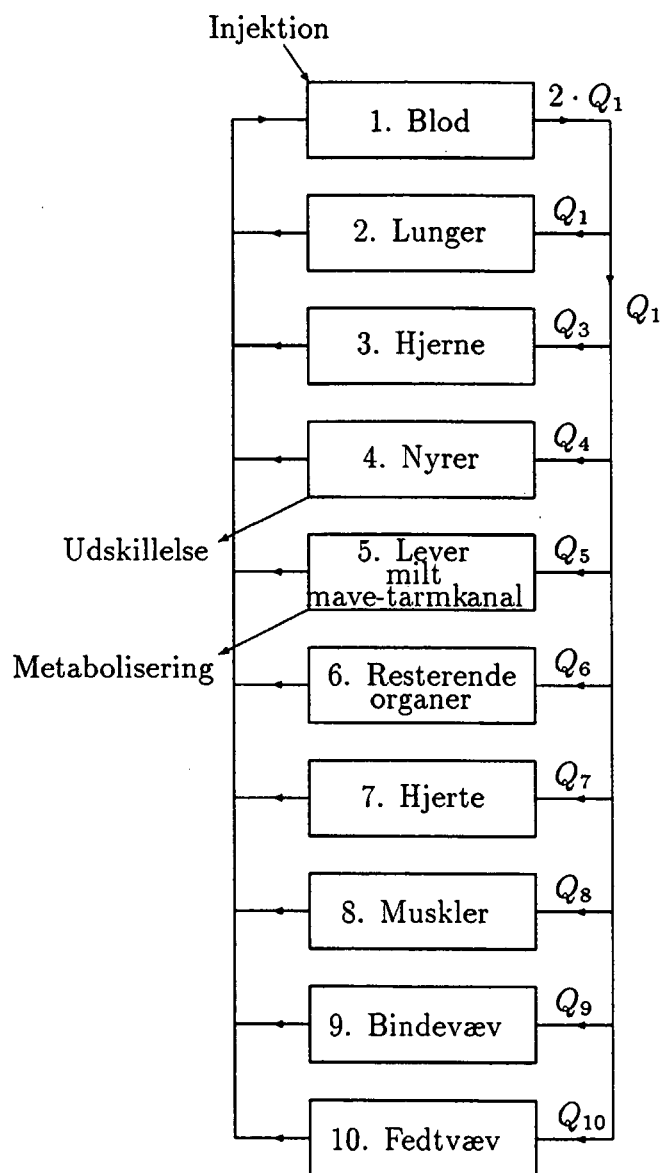 Injektion
1. Blod
2 · Q₁
2. Lunger
Q₁
Q₁
3. Hjerne
Q₃
4. Nyrer
Q₄
Udskillelse
5. Lever
milt
mave-tarmkanal
Q₅
Metabolisering
6. Resterende
organer
Q₆
7. Hjerte
Q₇
8. Muskler
Q₈
9. Bindevæv
Q₉
10. Fedtvæv
Q₁₀